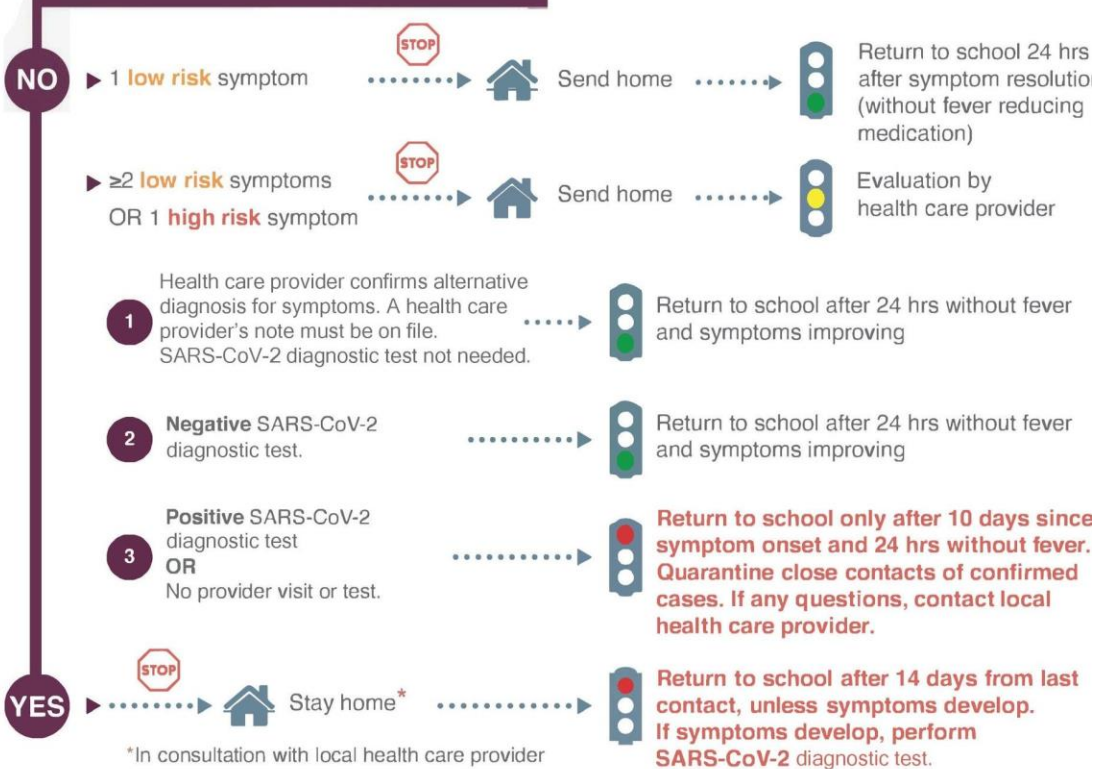 NO
1 low risk symptom
STOP
Send home
Return to school 24 hrs
after symptom resolutio
(without fever reducing
medication)
≥2 low risk symptoms
OR 1 high risk symptom
STOP
Send home
Evaluation by
health care provider
1
Health care provider confirms alternative
diagnosis for symptoms. A health care
provider's note must be on file.
SARS-CoV-2 diagnostic test not needed.
Return to school after 24 hrs without fever
and symptoms improving
2
Negative SARS-CoV-2
diagnostic test.
Return to school after 24 hrs without fever
and symptoms improving
3
Positive SARS-CoV-2
diagnostic test
OR
No provider visit or test.
Return to school only after 10 days since
symptom onset and 24 hrs without fever.
Quarantine close contacts of confirmed
cases. If any questions, contact local
health care provider.
YES
STOP
Stay home*
Return to school after 14 days from last
contact, unless symptoms develop.
If symptoms develop, perform
SARS-CoV-2 diagnostic test.
*In consultation with local health care provider